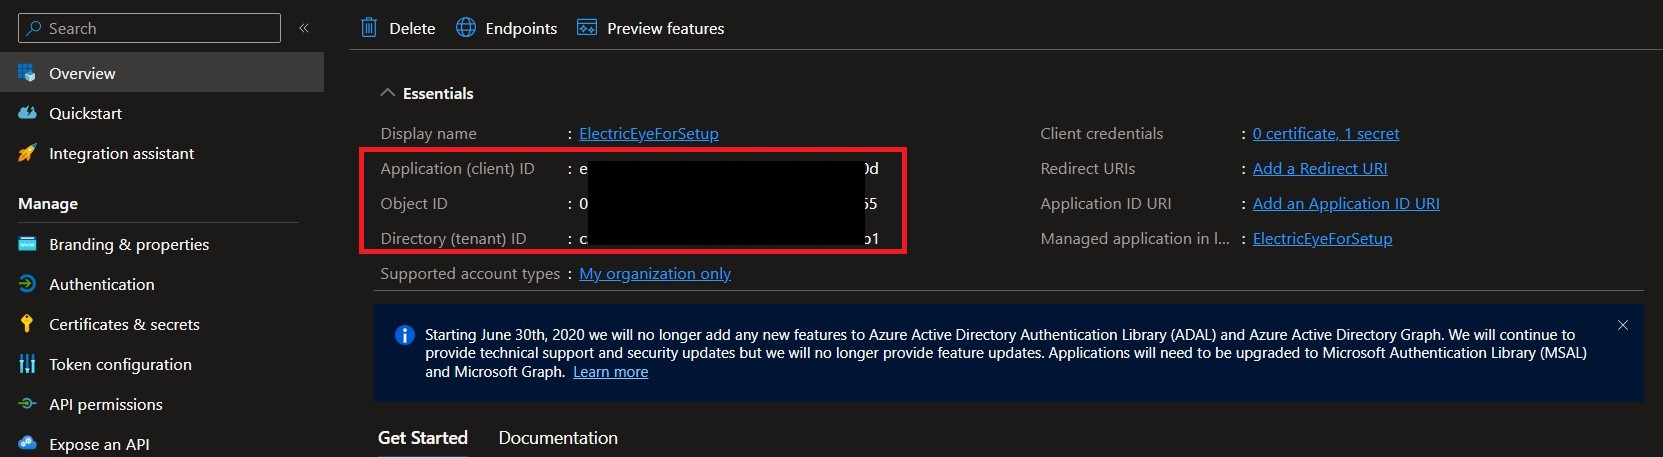 Search
«
Overview
Quickstart
Integration assistant
Manage
Branding & properties
Authentication
Certificates & secrets
Token configuration
API permissions
Expose an API
Delete
Endpoints
Preview features
Essentials
Display name : ElectricEyeForSetup
Application (client) ID : e 0d
Object ID : 0 55
Directory (tenant) ID : c b1
Supported account types : My organization only
Client credentials : 0 certificate, 1 secret
Redirect URIs : Add a Redirect URI
Application ID URI : Add an Application ID URI
Managed application in l... : ElectricEyeForSetup
Starting June 30th, 2020 we will no longer add any new features to Azure Active Directory Authentication Library (ADAL) and Azure Active Directory Graph. We will continue to
provide technical support and security updates but we will no longer provide feature updates. Applications will need to be upgraded to Microsoft Authentication Library (MSAL)
and Microsoft Graph. Learn more
Get Started
Documentation